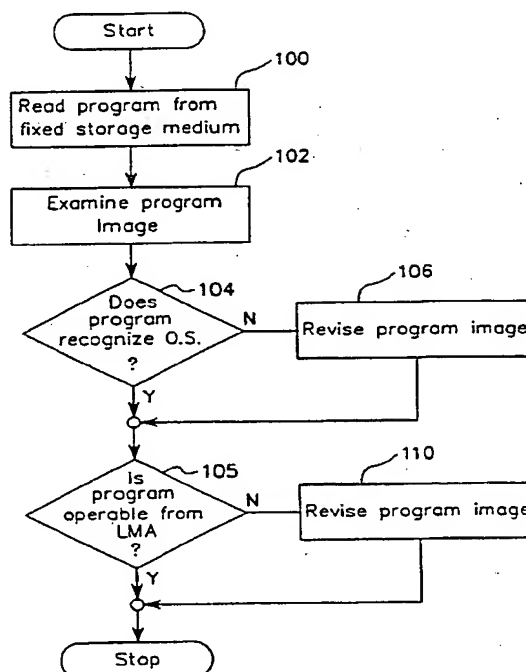 Start
100
Read program from
fixed storage medium
102
Examine program
Image
104
Does
program
recognize O.S.
?
N
Y
106
Revise program image
105
Is
program
operable from
LMA
?
N
Y
110
Revise program image
Stop